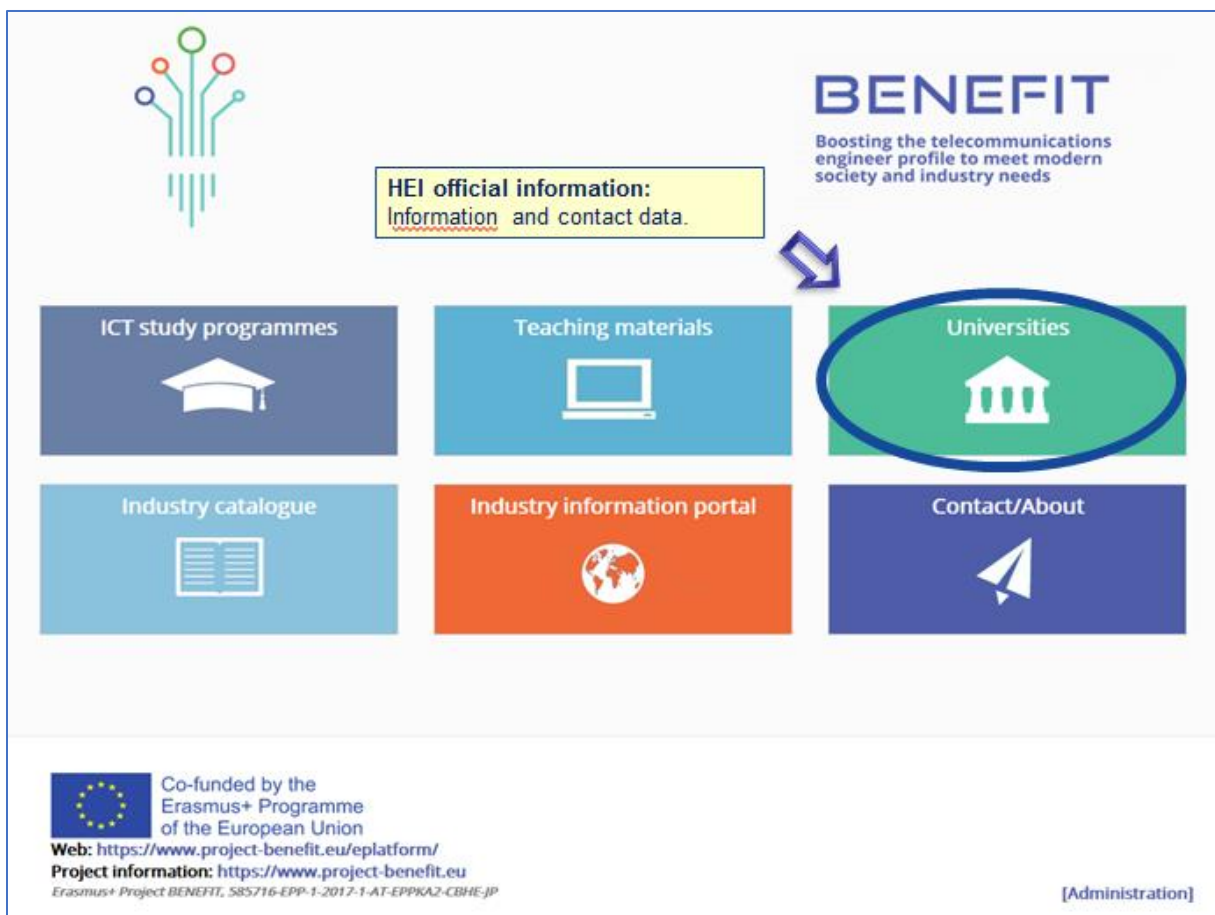 BENEFIT
Boosting the telecommunications
engineer profile to meet modern
society and industry needs
HEI official information:
Information and contact data.
ICT study programmes
Teaching materials
Universities
Industry catalogue
Industry information portal
Contact/About
Co-funded by the
Erasmus+ Programme
of the European Union
Web: https://www.project-benefit.eu/eplatform/
Project information: https://www.project-benefit.eu
Erasmus+ Project BENEFIT, 585716-EPP-1-2017-1-AT-EPPKA2-CBHE-JP
[Administration]